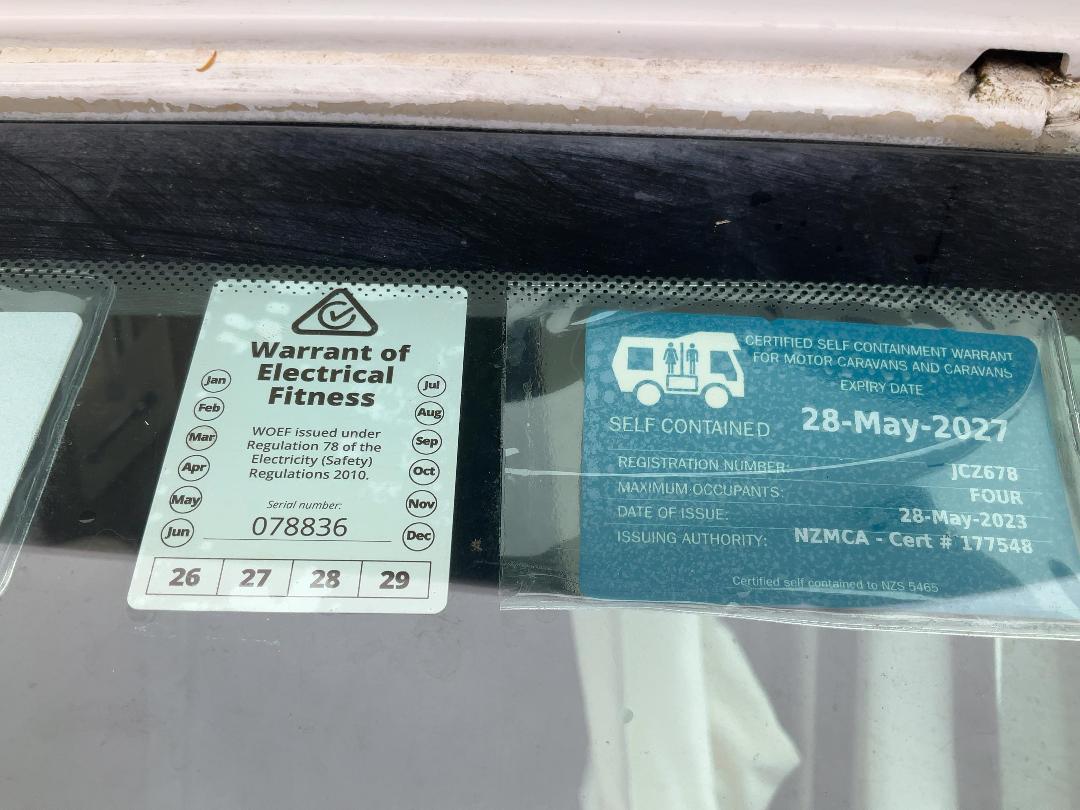 Warrant of
Electrical
Fitness
Jan
Feb
Mar
Apr
May
Jun
Jul
Aug
Sep
Oct
Nov
Dec
WOEF issued under
Regulation 78 of the
Electricity (Safety)
Regulations 2010.
Serial number:
078836
26 27 28 29
CERTIFIED SELF CONTAINMENT WARRANT
FOR MOTOR CARAVANS AND CARAVANS
EXPIRY DATE
SELF CONTAINED 28-May-2027
REGISTRATION NUMBER: JCZ678
MAXIMUM OCCUPANTS: FOUR
DATE OF ISSUE: 28-May-2023
ISSUING AUTHORITY: NZMCA - Cert # 177548
Certified self contained to NZS 5465